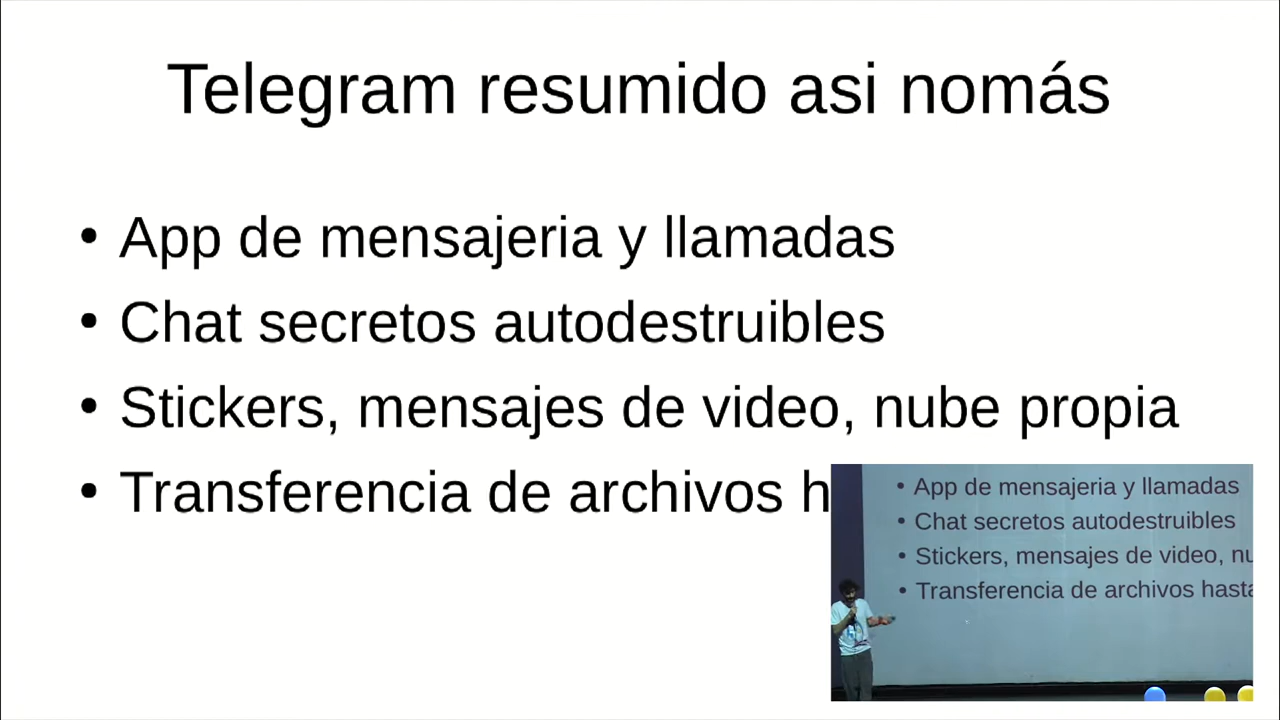 Telegram resumido asi nomás
• App de mensajeria y llamadas
• Chat secretos autodestruibles
• Stickers, mensajes de video, nube propia
• Transferencia de archivos h
• App de mensajeria y llamadas
• Chat secretos autodestruibles
• Stickers, mensajes de video, nu
• Transferencia de archivos hasta